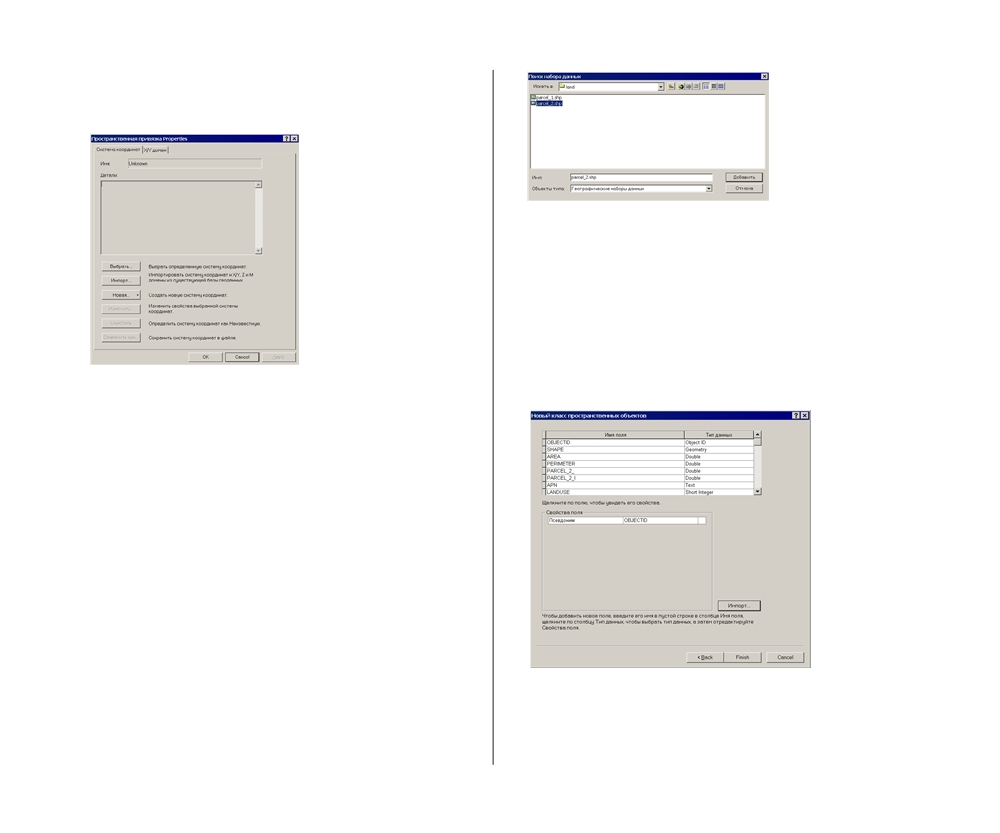 Пространственная привязка Properties
Система координат X/Y домен
Имя: Unknown
Детали:
Выбрать... Выбрать определенную систему координат.
Импорт... Импортировать систему координат и X/Y, Z и M
домены из существующей базы геоданных
Новая... Создать новую систему координат.
Изменить... Изменить свойства выбранной системы
координат.
Определить систему координат как Неизвестную.
Сохранить как... Сохранить систему координат в файле.
OK Cancel Apply
Поиск набора данных
Искать в: land
parcel_1.shp
parcel_2.shp
Имя: parcel_2.shp Добавить
Объекты типа: Географические наборы данных Отмена
Новый класс пространственных объектов
Имя поля Тип данных
OBJECTID Object ID
SHAPE Geometry
AREA Double
PERIMETER Double
PARCEL_2_ Double
PARCEL_2_I Double
APN Text
LANDUSE Short Integer
Щелкните по полю, чтобы увидеть его свойства.
Свойства поля
Псевдоним OBJECTID
Импорт...
Чтобы добавить новое поле, введите его имя в пустой строке в столбце Имя поля,
щелкните по столбцу Тип данных, чтобы выбрать тип данных, а затем отредактируйте
Свойства поля.
< Back Finish Cancel